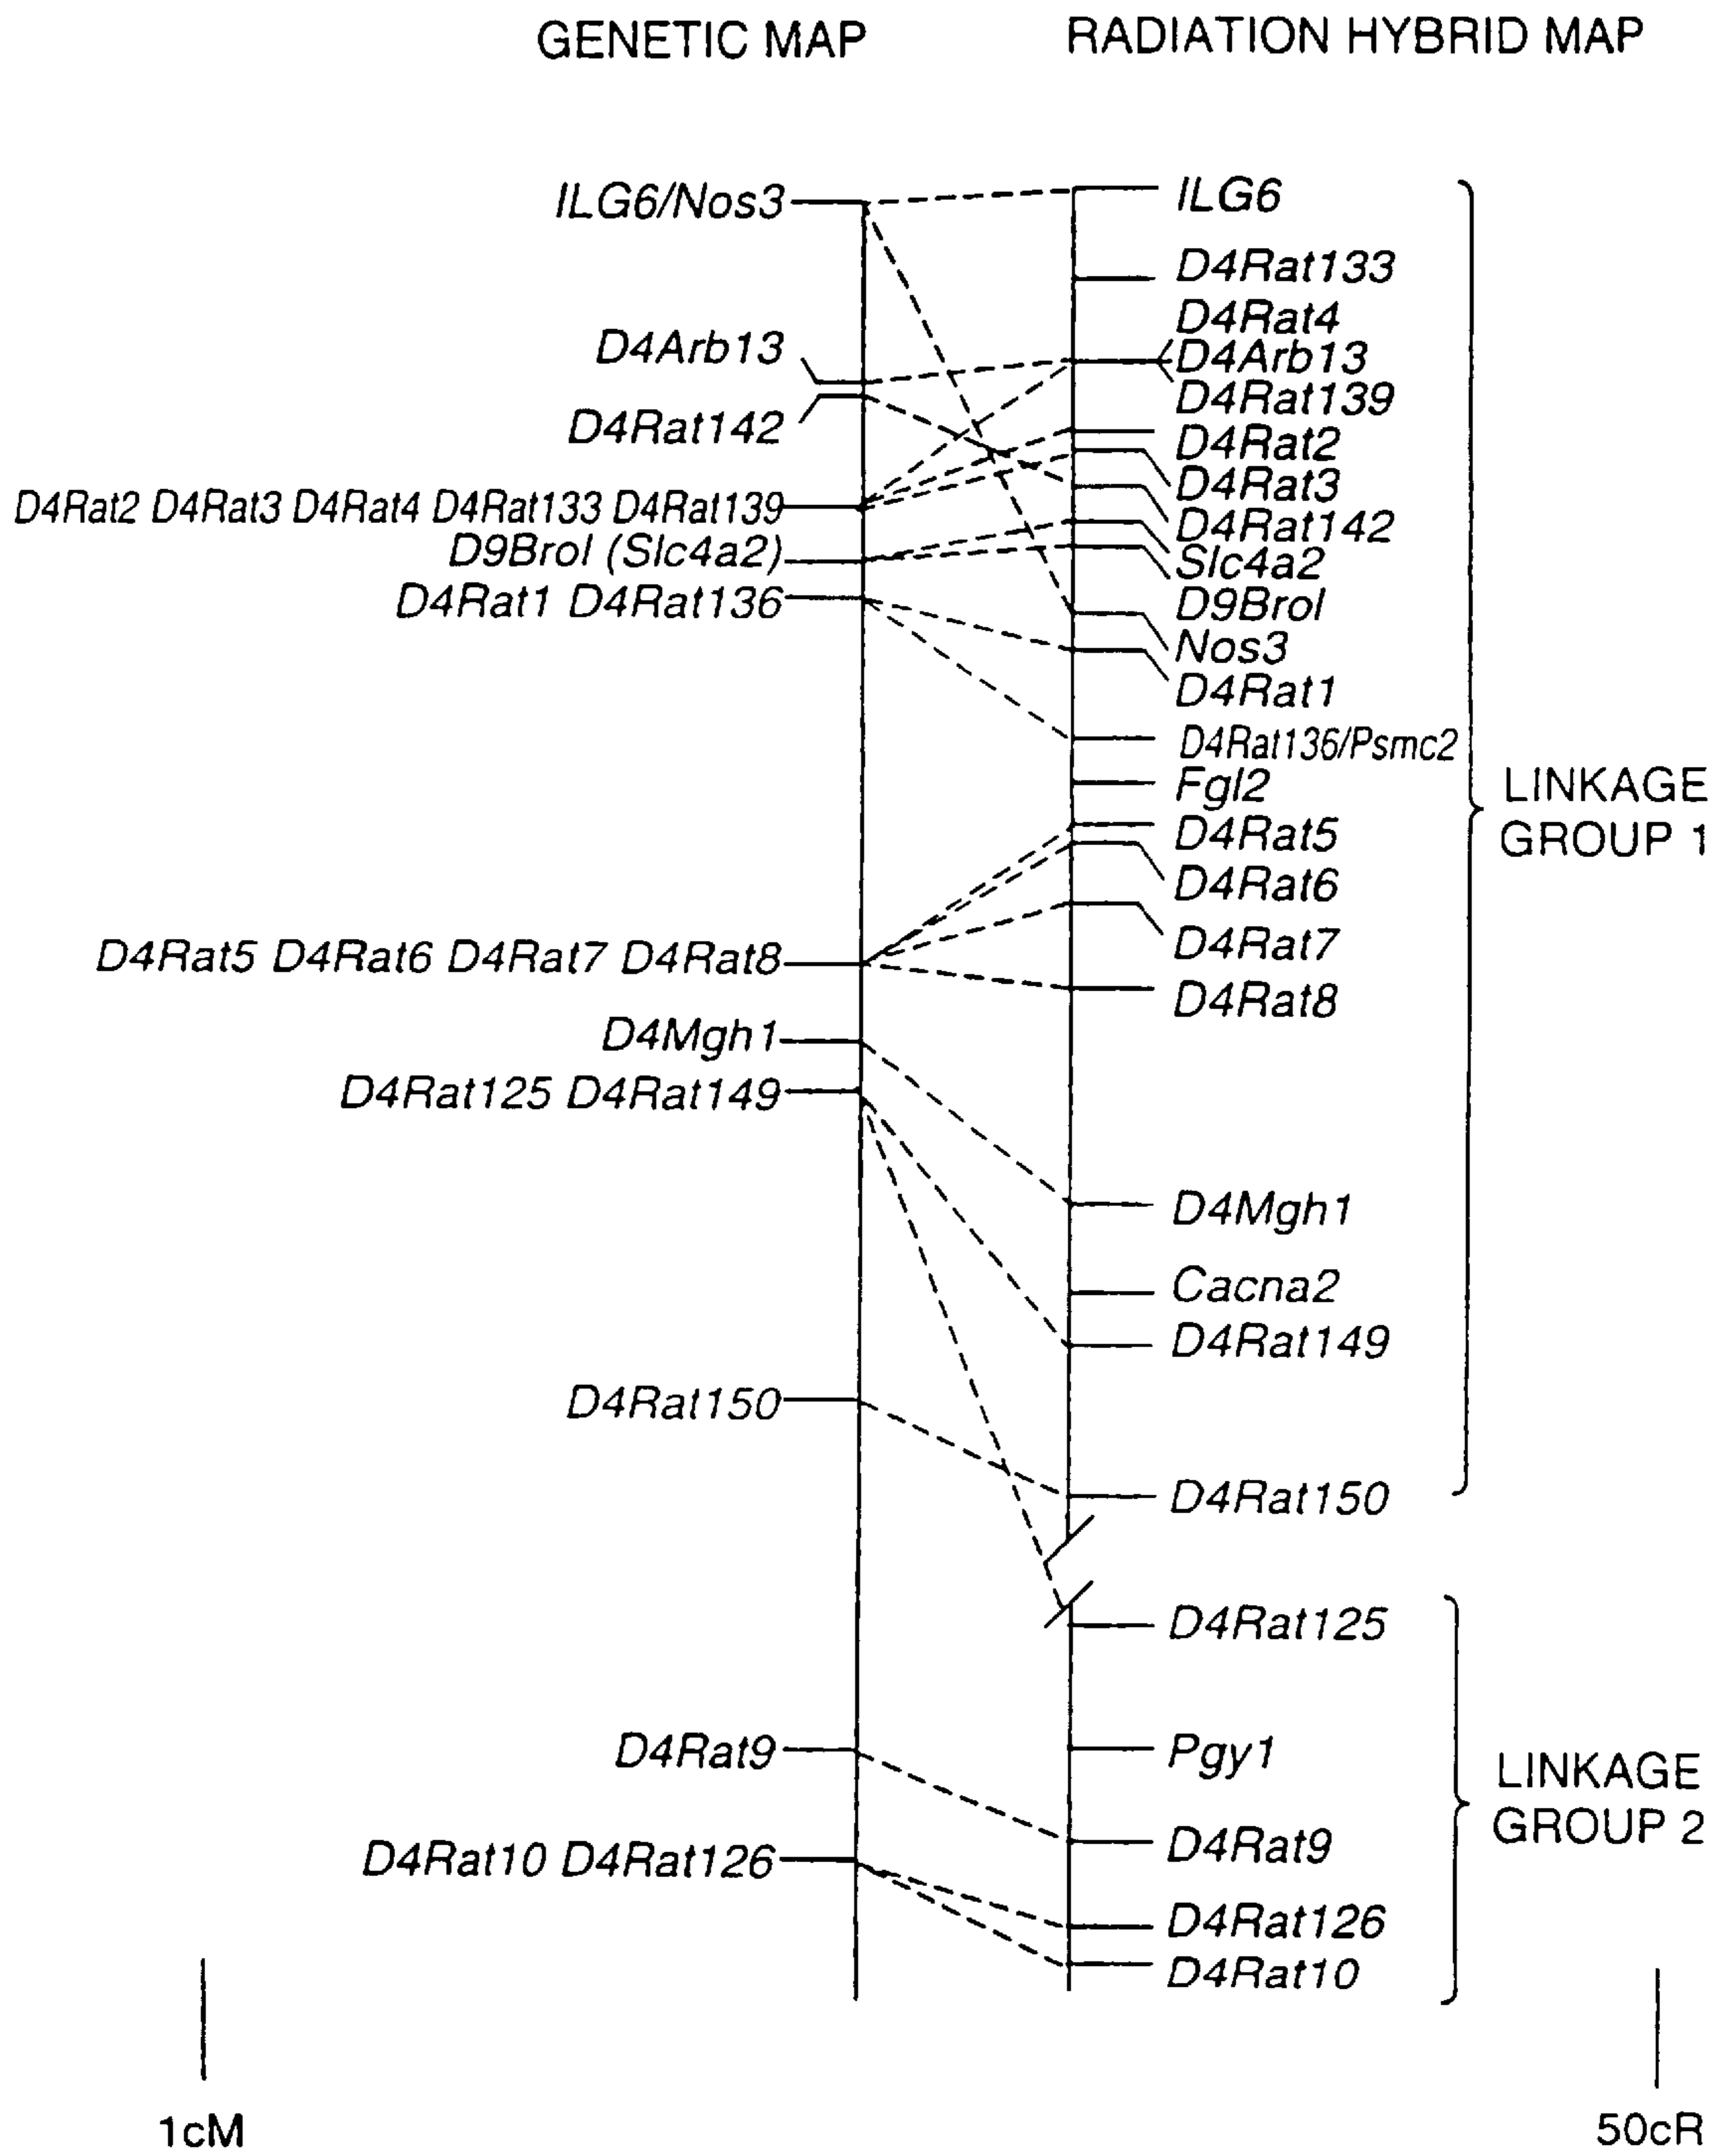 GENETIC MAP
RADIATION HYBRID MAP
ILG6/Nos3
D4Arb13
D4Rat142
D4Rat2 D4Rat3 D4Rat4 D4Rat133 D4Rat139
D9Brol (Slc4a2)
D4Rat1 D4Rat136
D4Rat5 D4Rat6 D4Rat7 D4Rat8
D4Mgh1
D4Rat125 D4Rat149
D4Rat150
D4Rat9
D4Rat10 D4Rat126
1cM
ILG6
D4Rat133
D4Rat4
D4Arb13
D4Rat139
D4Rat2
D4Rat3
D4Rat142
Slc4a2
D9Brol
Nos3
D4Rat1
D4Rat136/Psmc2
Fgl2
D4Rat5
D4Rat6
D4Rat7
D4Rat8
D4Mgh1
Cacna2
D4Rat149
D4Rat150
D4Rat125
Pgy1
D4Rat9
D4Rat126
D4Rat10
LINKAGE
GROUP 1
LINKAGE
GROUP 2
50cR